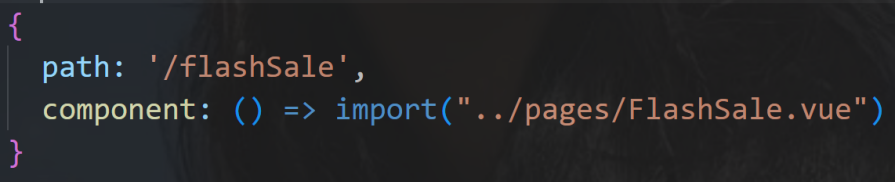 {
path: '/flashSale',
component: () => import("../pages/FlashSale.vue")
}